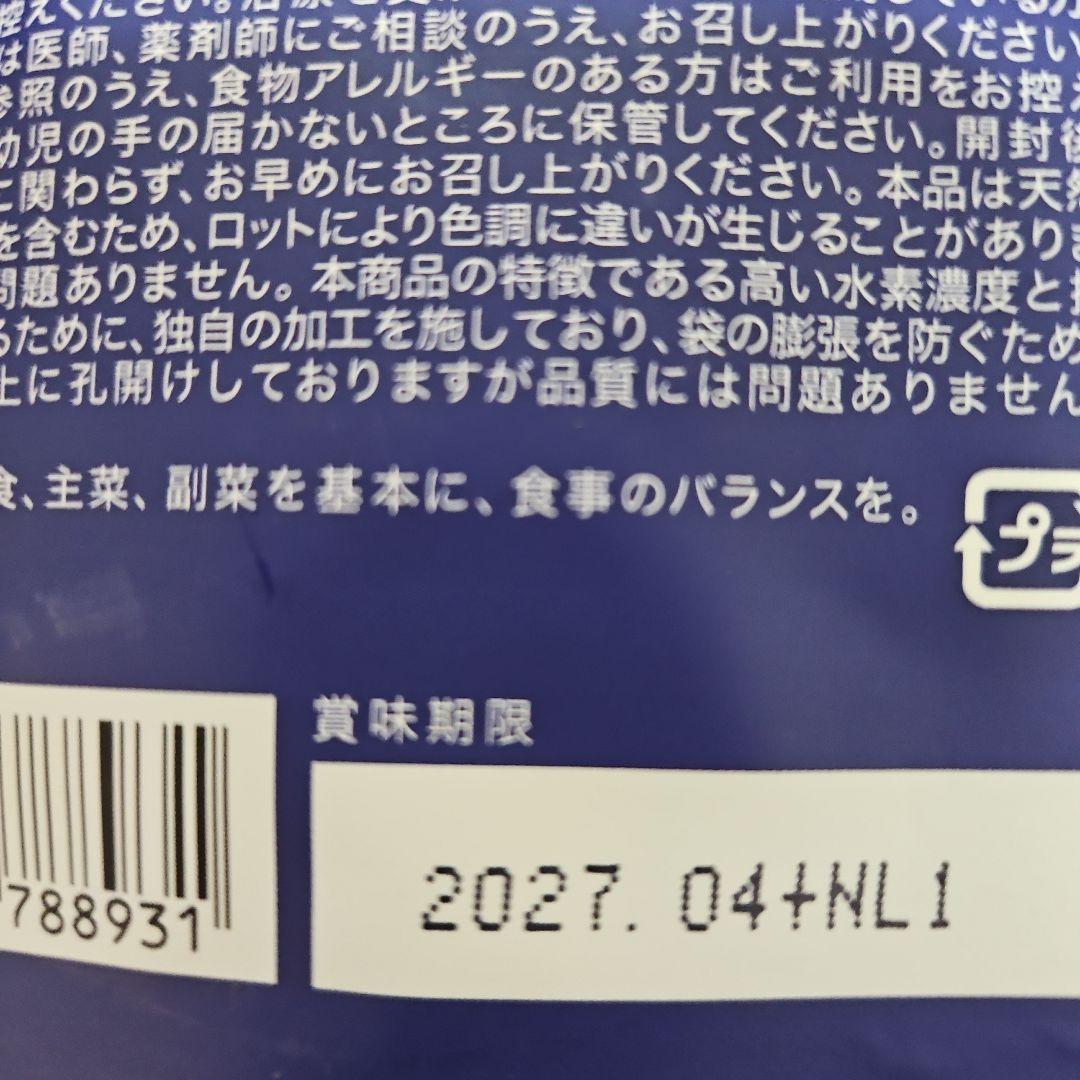 控えください。治療
は医師、薬剤師にご相談のうえ、お召し上がりください
参照のうえ、食物アレルギーのある方はご利用をお控え
幼児の手の届かないところに保管してください。開封後
に関わらず、お早めにお召し上がりください。本品は天然
を含むため、ロットにより色調に違いが生じることがありま
問題ありません。本商品の特徴である高い水素濃度と
るために、独自の加工を施しており、袋の膨張を防ぐため
上に孔開けしておりますが品質には問題ありません
食、主菜、副菜を基本に、食事のバランスを。
プラ
賞味期限
788931
2027.04+NL1